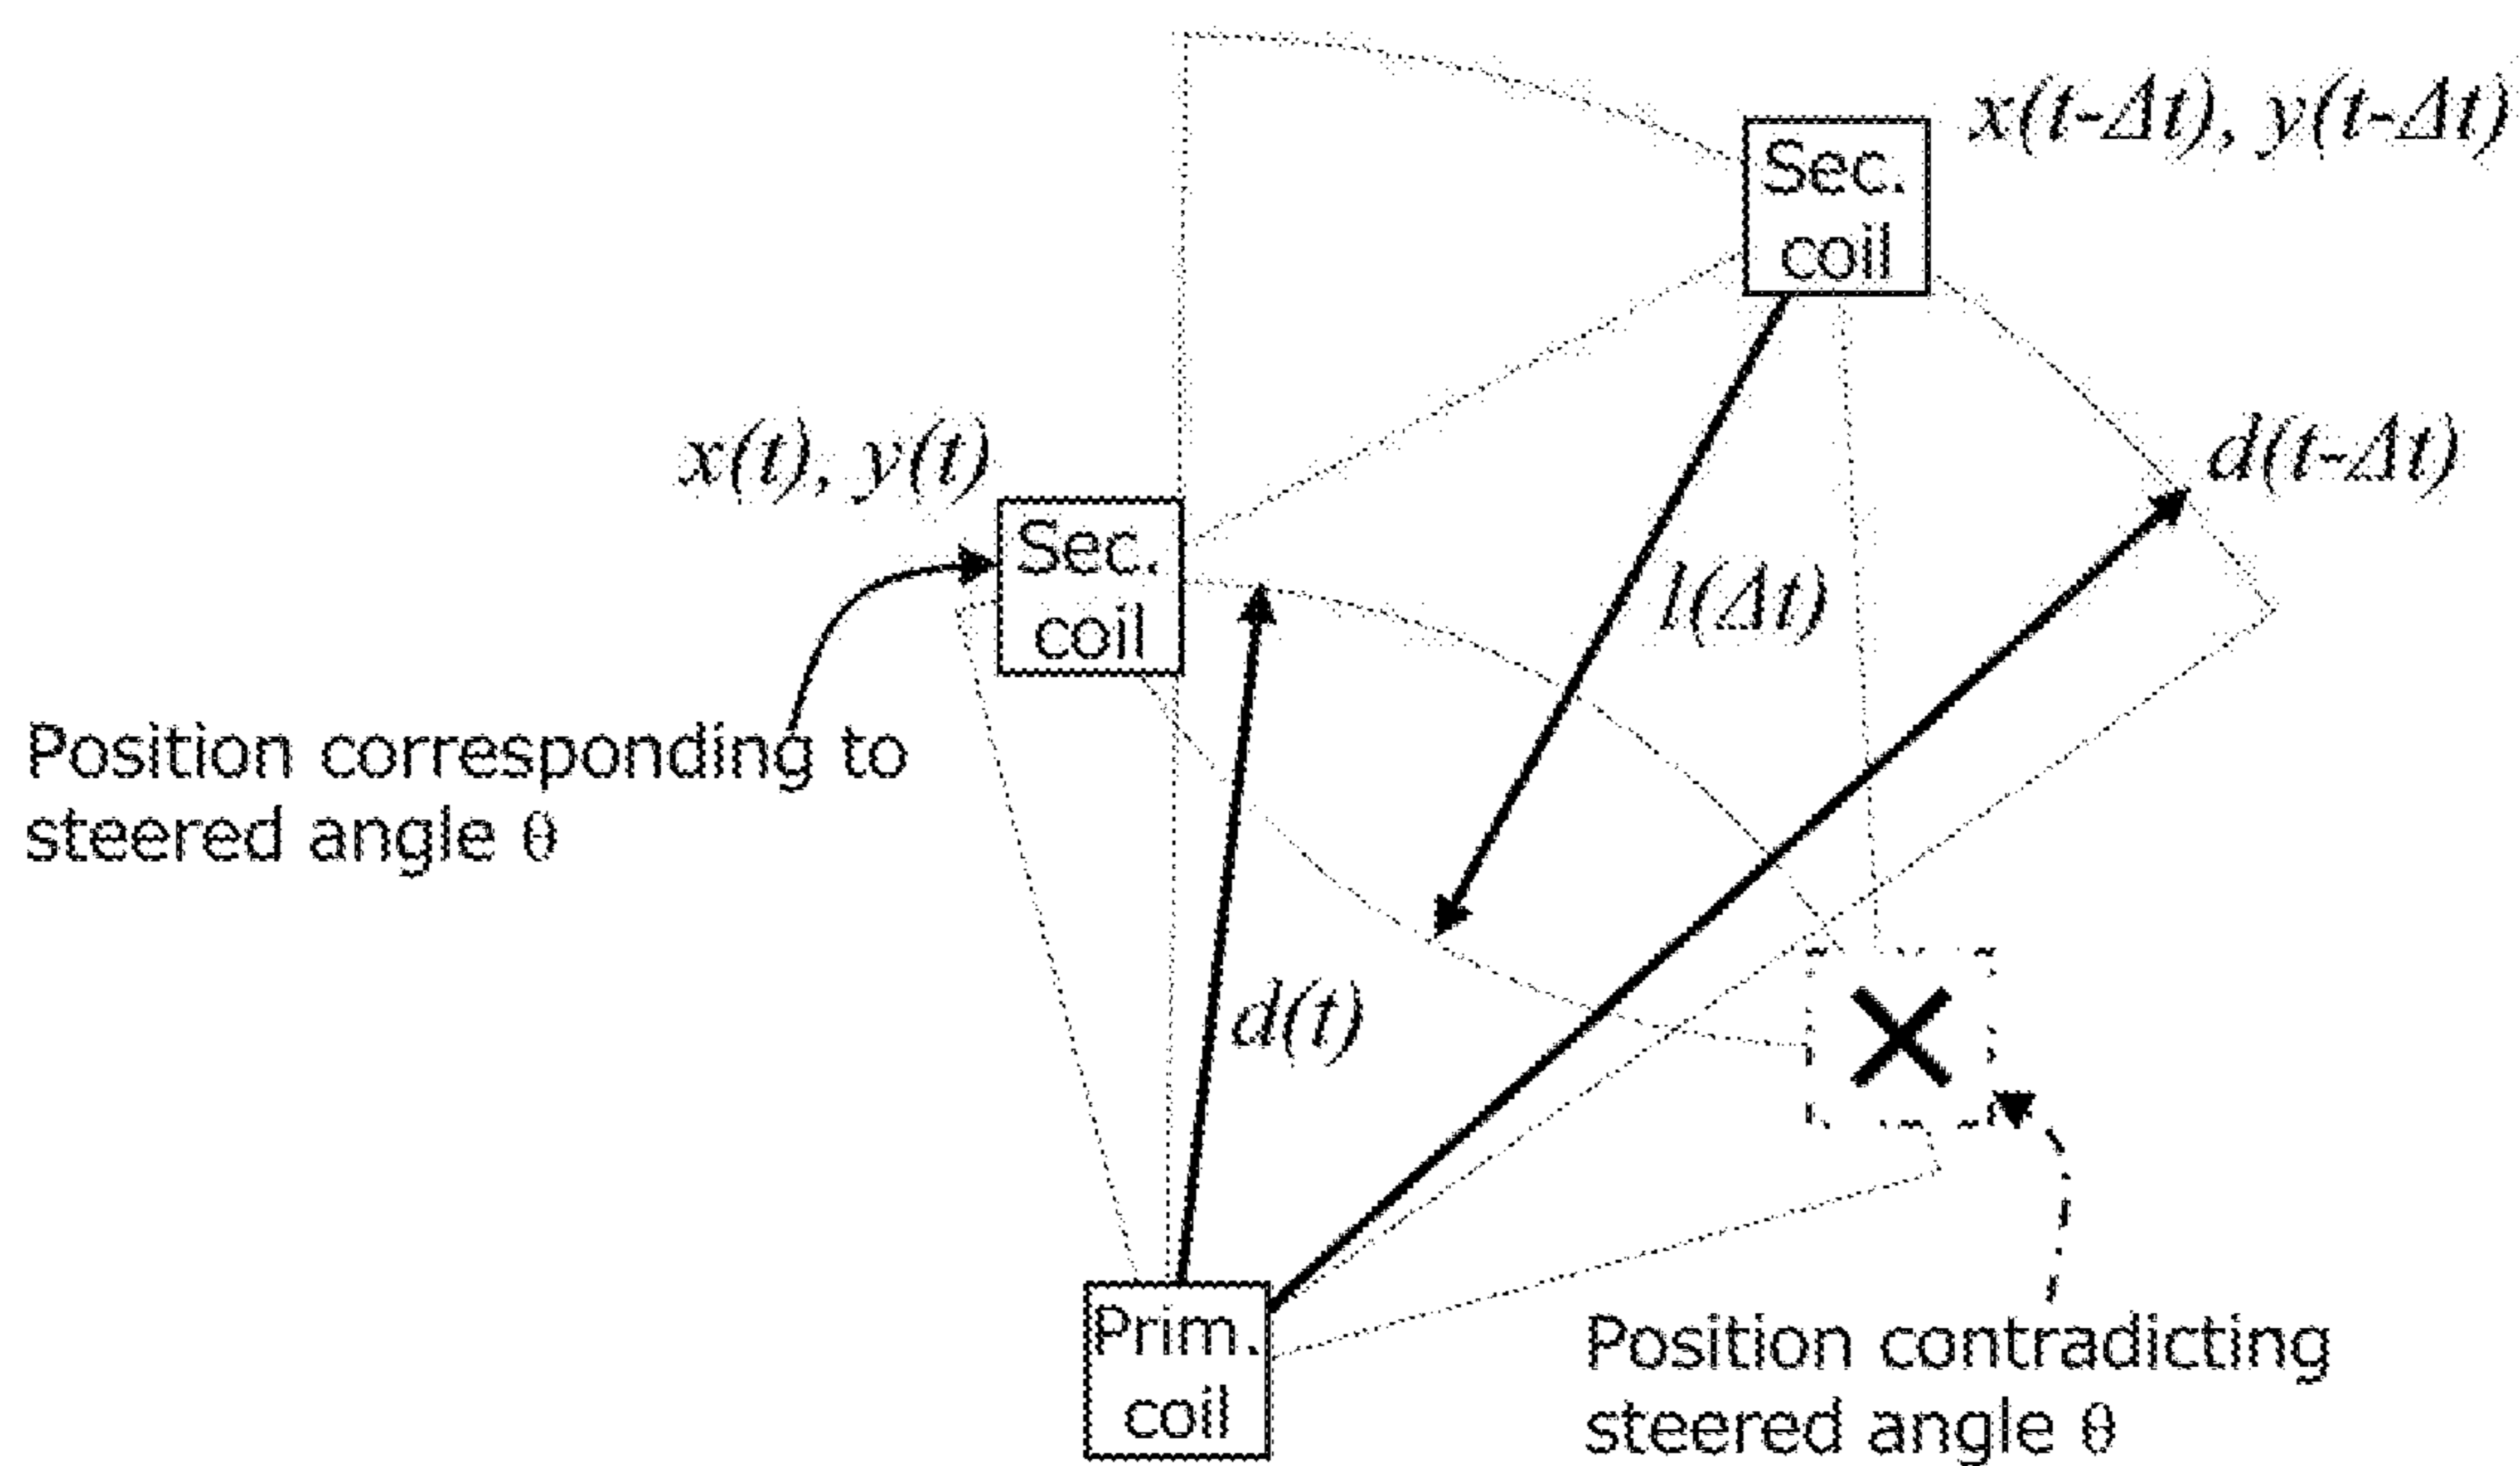 x(t-Δt), y(t-Δt)
Sec.
coil
x(t), y(t)
d(t-Δt)
Sec.
coil
l(Δt)
Position corresponding to
steered angle θ
d(t)
Prim.
coil
Position contradicting
steered angle θ